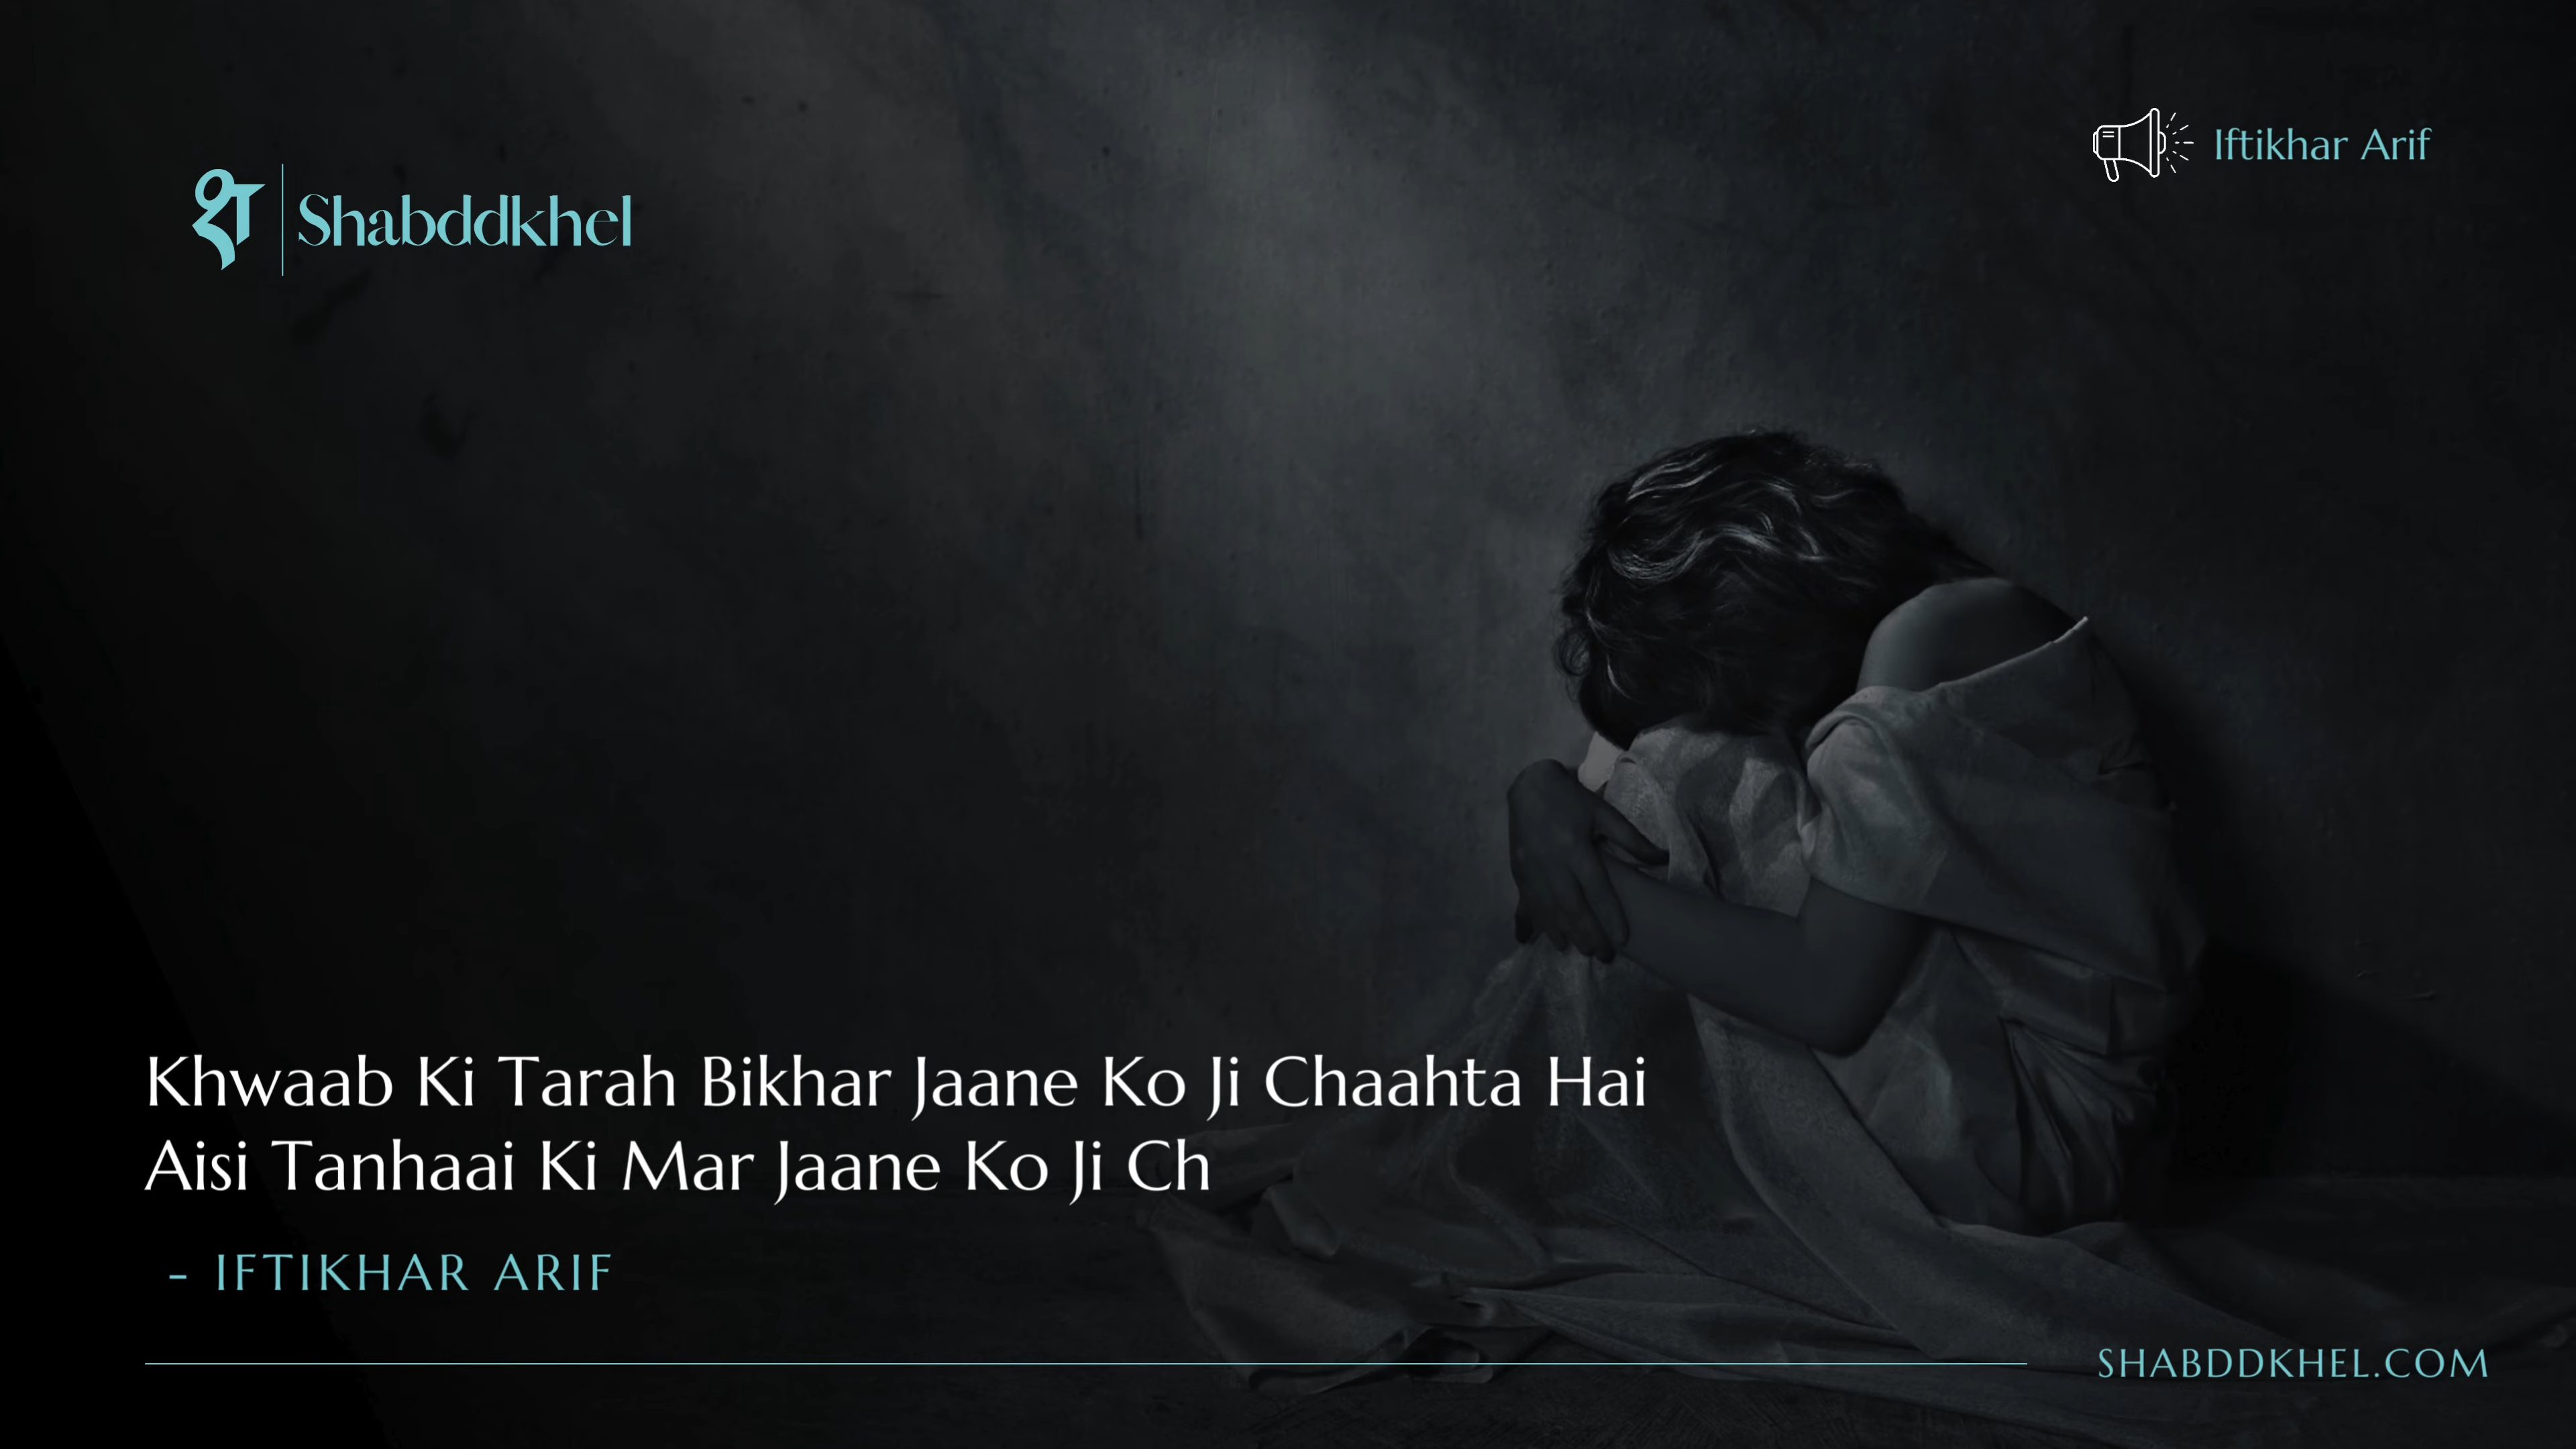 श
Shabddkhel
Iftikhar Arif
Khwaab Ki Tarah Bikhar Jaane Ko Ji Chaahta Hai
Aisi Tanhaai Ki Mar Jaane Ko Ji Ch
- IFTIKHAR ARIF
SHABDDKHEL.COM